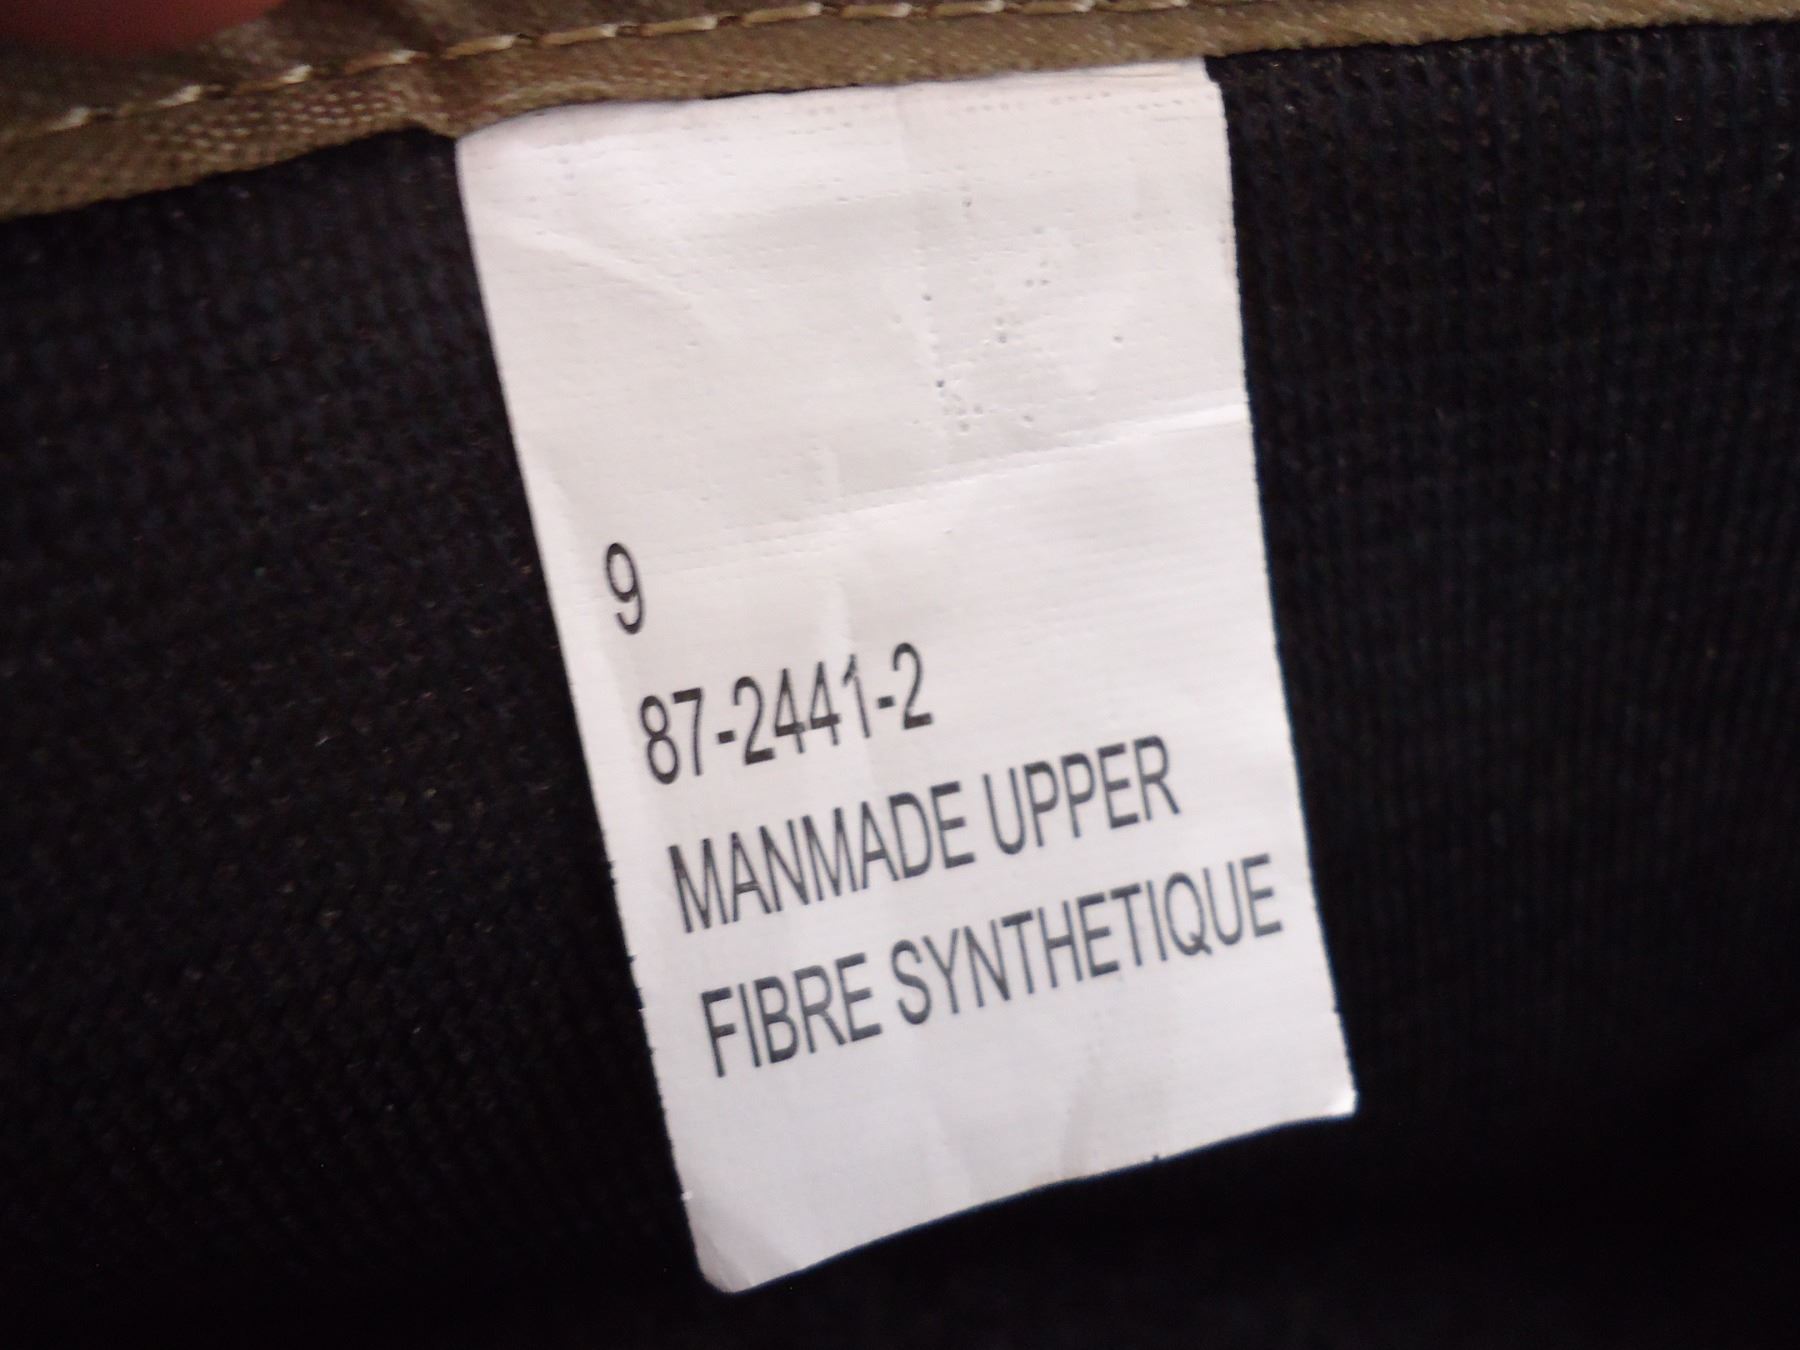 9
87-2441-2
MANMADE UPPER
FIBRE SYNTHETIQUE